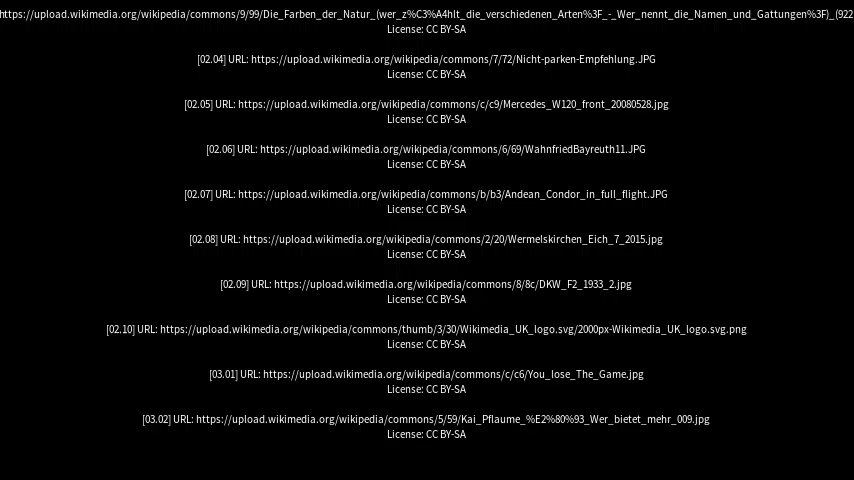 https://upload.wikimedia.org/wikipedia/commons/9/99/Die_Farben_der_Natur_(wer_z%C3%A4hlt_die_verschiedenen_Arten%3F_-_Wer_nennt_die_Namen_und_Gattungen%3F)_(922
License: CC BY-SA
[02.04] URL: https://upload.wikimedia.org/wikipedia/commons/7/72/Nicht-parken-Empfehlung.JPG
License: CC BY-SA
[02.05] URL: https://upload.wikimedia.org/wikipedia/commons/c/c9/Mercedes_W120_front_20080528.jpg
License: CC BY-SA
[02.06] URL: https://upload.wikimedia.org/wikipedia/commons/6/69/WahnfriedBayreuth11.JPG
License: CC BY-SA
[02.07] URL: https://upload.wikimedia.org/wikipedia/commons/b/b3/Andean_Condor_in_full_flight.JPG
License: CC BY-SA
[02.08] URL: https://upload.wikimedia.org/wikipedia/commons/2/20/Wermelskirchen_Eich_7_2015.jpg
License: CC BY-SA
[02.09] URL: https://upload.wikimedia.org/wikipedia/commons/8/8c/DKW_F2_1933_2.jpg
License: CC BY-SA
[02.10] URL: https://upload.wikimedia.org/wikipedia/commons/thumb/3/30/Wikimedia_UK_logo.svg/2000px-Wikimedia_UK_logo.svg.png
License: CC BY-SA
[03.01] URL: https://upload.wikimedia.org/wikipedia/commons/c/c6/You_lose_The_Game.jpg
License: CC BY-SA
[03.02] URL: https://upload.wikimedia.org/wikipedia/commons/5/59/Kai_Pflaume_%E2%80%93_Wer_bietet_mehr_009.jpg
License: CC BY-SA